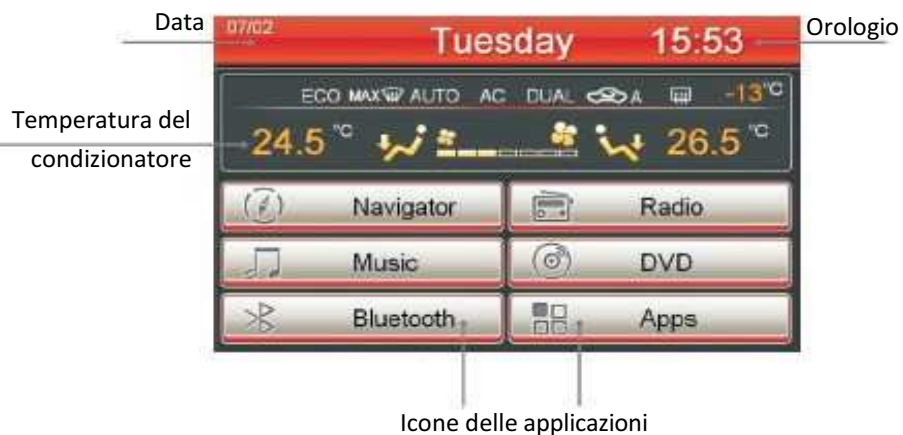 Data
07/02
Tuesday
15:53
Orologio
ECO MAX AUTO AC DUAL A -13°C
Temperatura del
condizionatore
24.5 °C
26.5 °C
Navigator
Radio
Music
DVD
Bluetooth
Apps
Icone delle applicazioni